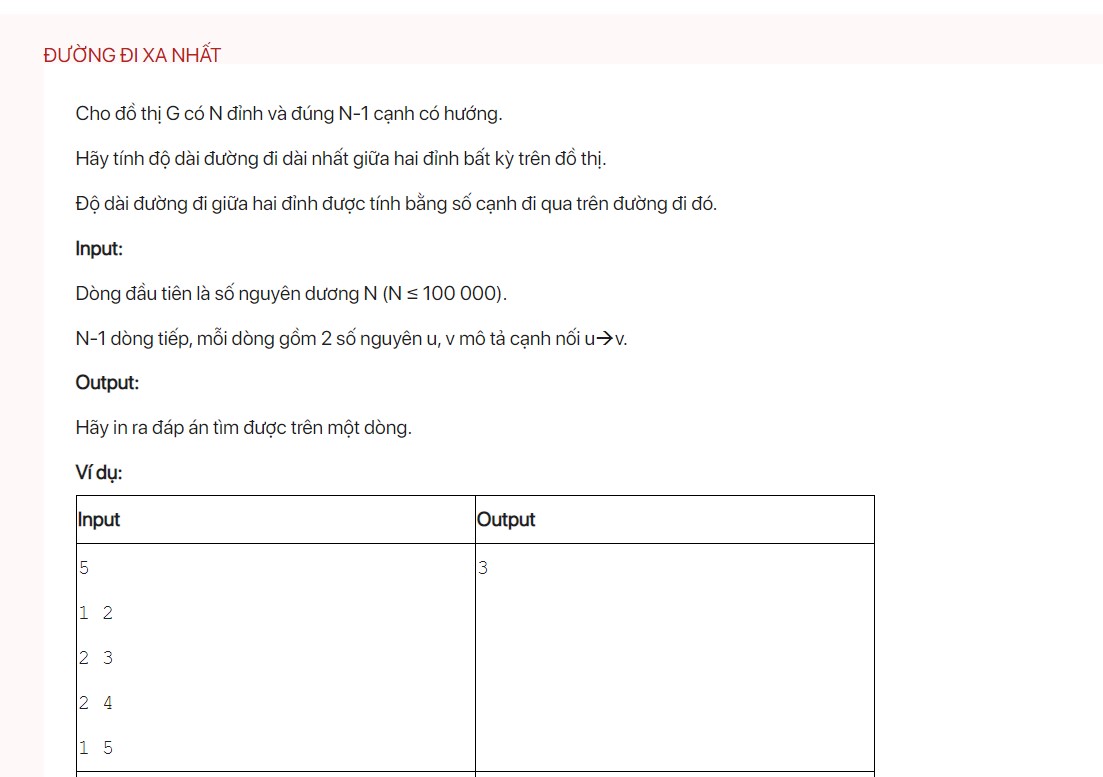 ĐƯỜNG ĐI XA NHẤT
Cho đồ thị G có N đỉnh và đúng N-1 cạnh có hướng.
Hãy tính độ dài đường đi dài nhất giữa hai đỉnh bất kỳ trên đồ thị.
Độ dài đường đi giữa hai đỉnh được tính bằng số cạnh đi qua trên đường đi đó.
Input:
Dòng đầu tiên là số nguyên dương N (N ≤ 100 000).
N-1 dòng tiếp, mỗi dòng gồm 2 số nguyên u, v mô tả cạnh nối u→v.
Output:
Hãy in ra đáp án tìm được trên một dòng.
Ví dụ:
Input Output
5 3
1 2
2 3
2 4
1 5